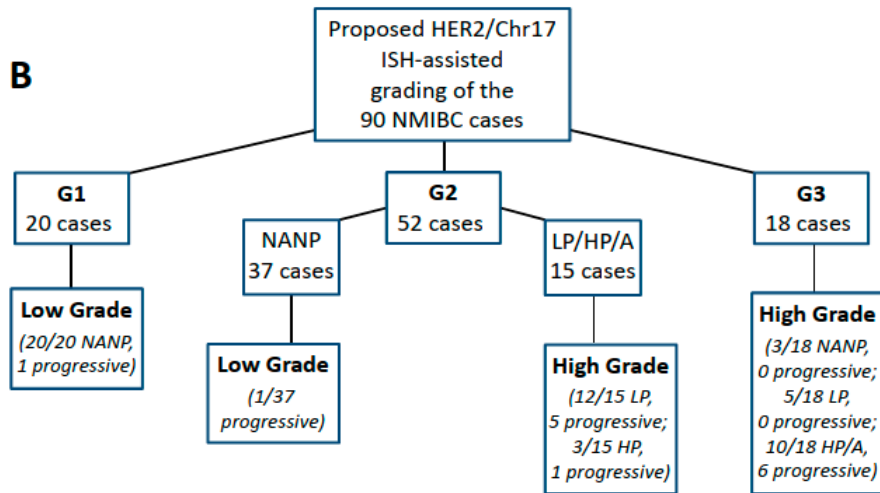 B
Proposed HER2/Chr17
ISH-assisted
grading of the
90 NMIBC cases
G1
20 cases
G2
52 cases
G3
18 cases
NANP
37 cases
LP/HP/A
15 cases
Low Grade
(20/20 NANP,
1 progressive)
Low Grade
(1/37
progressive)
High Grade
(12/15 LP,
5 progressive;
3/15 HP,
1 progressive)
High Grade
(3/18 NANP,
0 progressive;
5/18 LP,
0 progressive;
10/18 HP/A,
6 progressive)